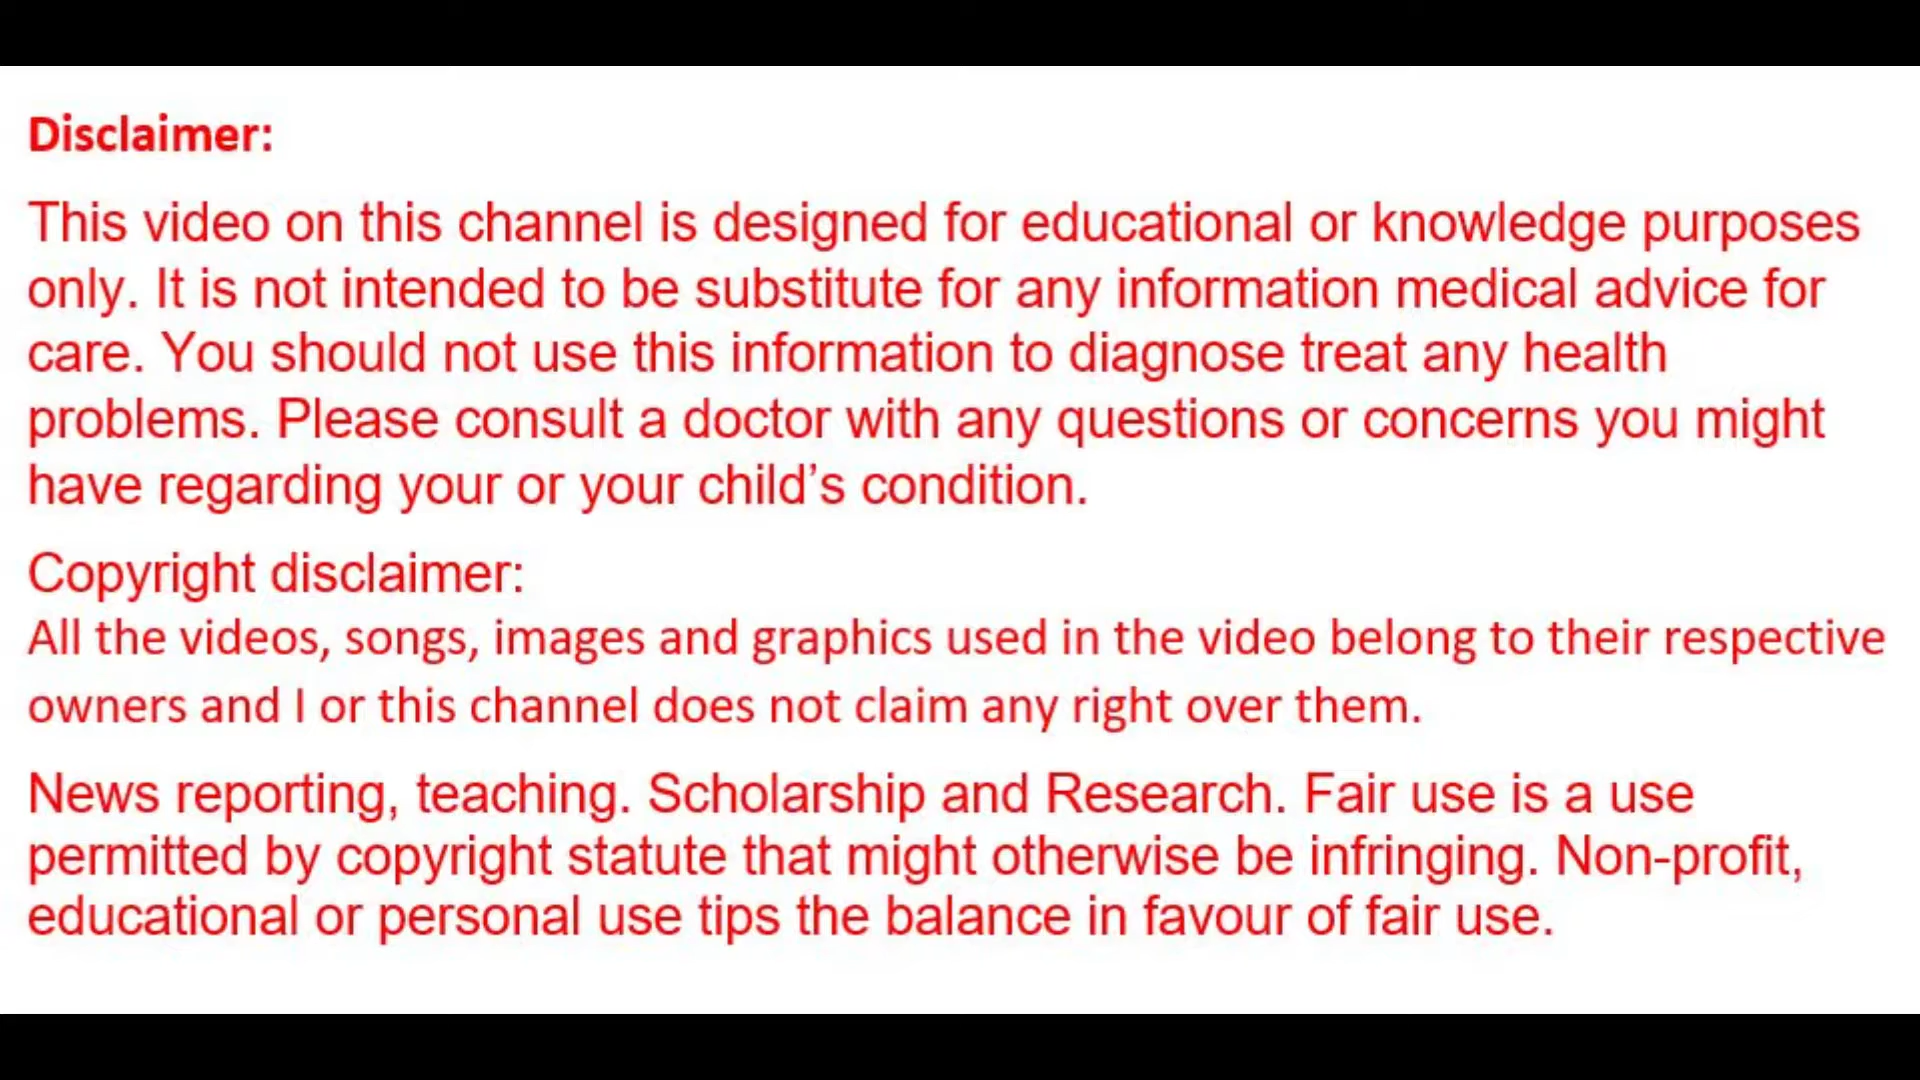 Disclaimer:
This video on this channel is designed for educational or knowledge purposes
only. It is not intended to be substitute for any information medical advice for
care. You should not use this information to diagnose treat any health
problems. Please consult a doctor with any questions or concerns you might
have regarding your or your child’s condition.
Copyright disclaimer:
All the videos, songs, images and graphics used in the video belong to their respective
owners and I or this channel does not claim any right over them.
News reporting, teaching. Scholarship and Research. Fair use is a use
permitted by copyright statute that might otherwise be infringing. Non-profit,
educational or personal use tips the balance in favour of fair use.